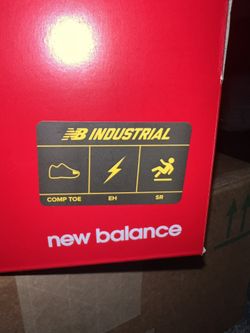 NB INDUSTRIAL
COMP TOE EH SR
new balance